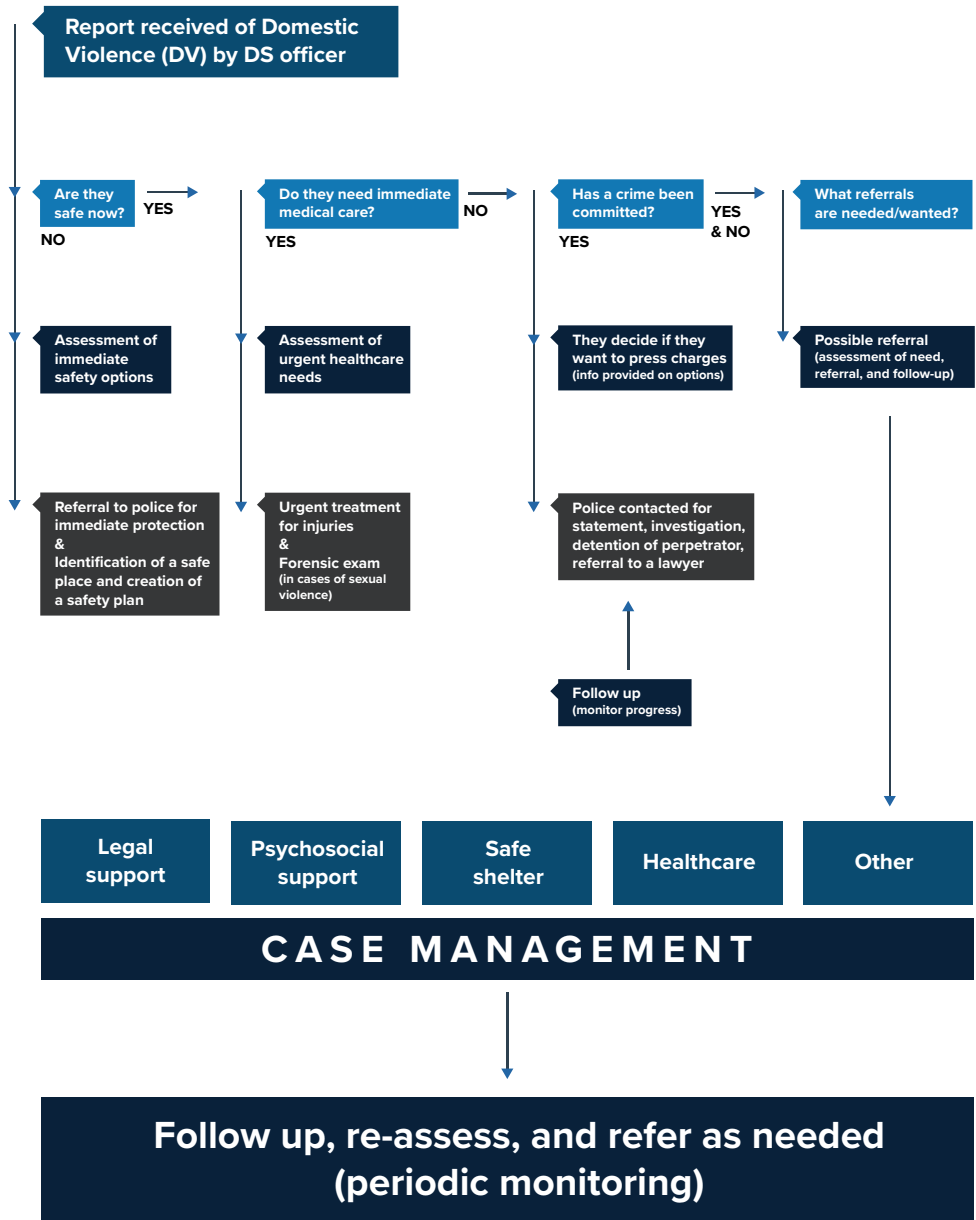 Report received of Domestic
Violence (DV) by DS officer
Are they
safe now?
YES
NO
Do they need immediate
medical care?
NO
YES
Has a crime been
committed?
YES
& NO
YES
What referrals
are needed/wanted?
Assessment of
immediate
safety options
Assessment of
urgent healthcare
needs
They decide if they
want to press charges
(info provided on options)
Possible referral
(assessment of need,
referral, and follow-up)
Referral to police for
immediate protection
&
Identification of a safe
place and creation of
a safety plan
Urgent treatment
for injuries
&
Forensic exam
(in cases of sexual
violence)
Police contacted for
statement, investigation,
detention of perpetrator,
referral to a lawyer
Follow up
(monitor progress)
Legal
support
Psychosocial
support
Safe
shelter
Healthcare
Other
CASE MANAGEMENT
Follow up, re-assess, and refer as needed
(periodic monitoring)